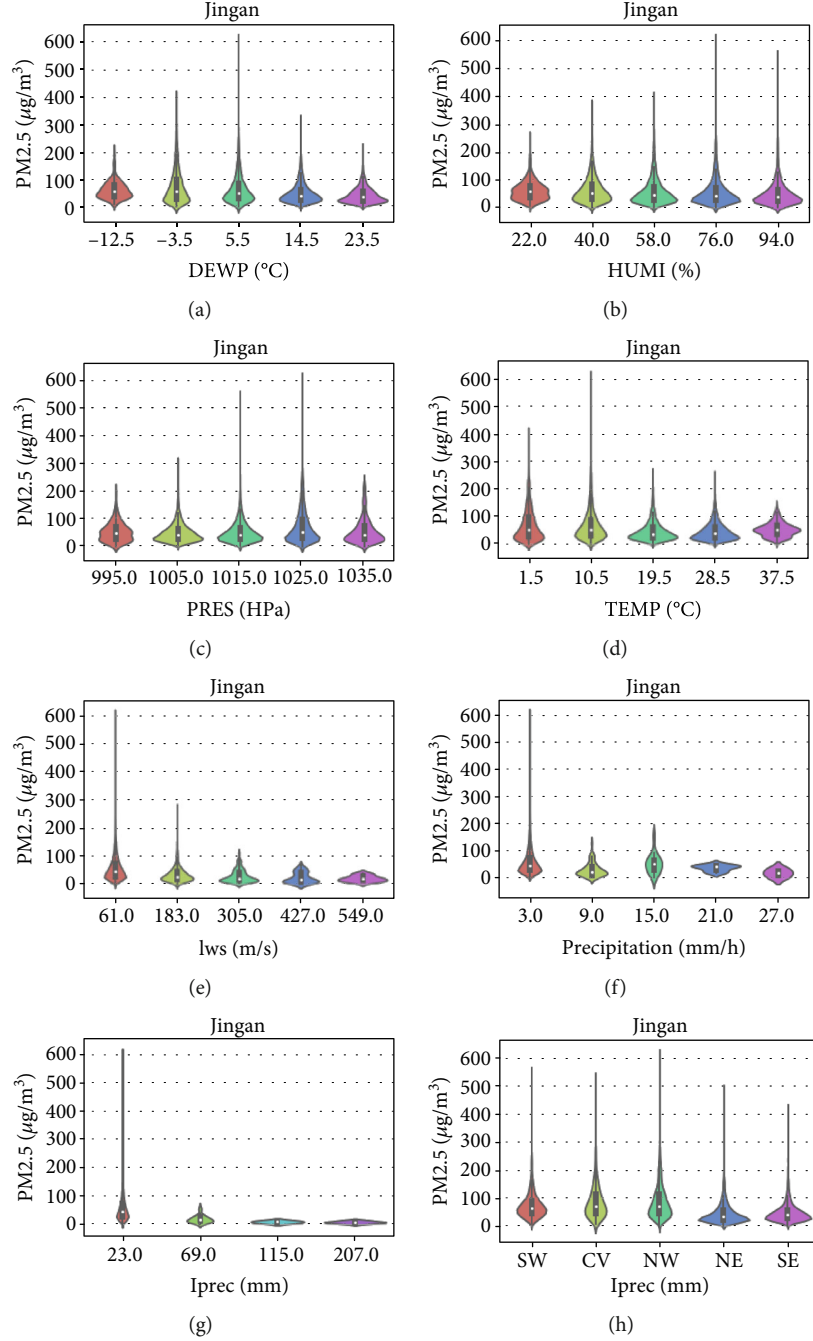 Jingan
PM2.5 (μg/m³)
600
500
400
300
200
100
0
−12.5 −3.5 5.5 14.5 23.5
DEWP (°C)
(a)
Jingan
PM2.5 (μg/m³)
600
500
400
300
200
100
0
22.0 40.0 58.0 76.0 94.0
HUMI (%)
(b)
Jingan
PM2.5 (μg/m³)
600
500
400
300
200
100
0
995.0 1005.0 1015.0 1025.0 1035.0
PRES (HPa)
(c)
Jingan
PM2.5 (μg/m³)
600
500
400
300
200
100
0
1.5 10.5 19.5 28.5 37.5
TEMP (°C)
(d)
Jingan
PM2.5 (μg/m³)
600
500
400
300
200
100
0
61.0 183.0 305.0 427.0 549.0
lws (m/s)
(e)
Jingan
PM2.5 (μg/m³)
600
500
400
300
200
100
0
3.0 9.0 15.0 21.0 27.0
Precipitation (mm/h)
(f)
Jingan
PM2.5 (μg/m³)
600
500
400
300
200
100
0
23.0 69.0 115.0 207.0
Iprec (mm)
(g)
Jingan
PM2.5 (μg/m³)
600
500
400
300
200
100
0
SW CV NW NE SE
Iprec (mm)
(h)